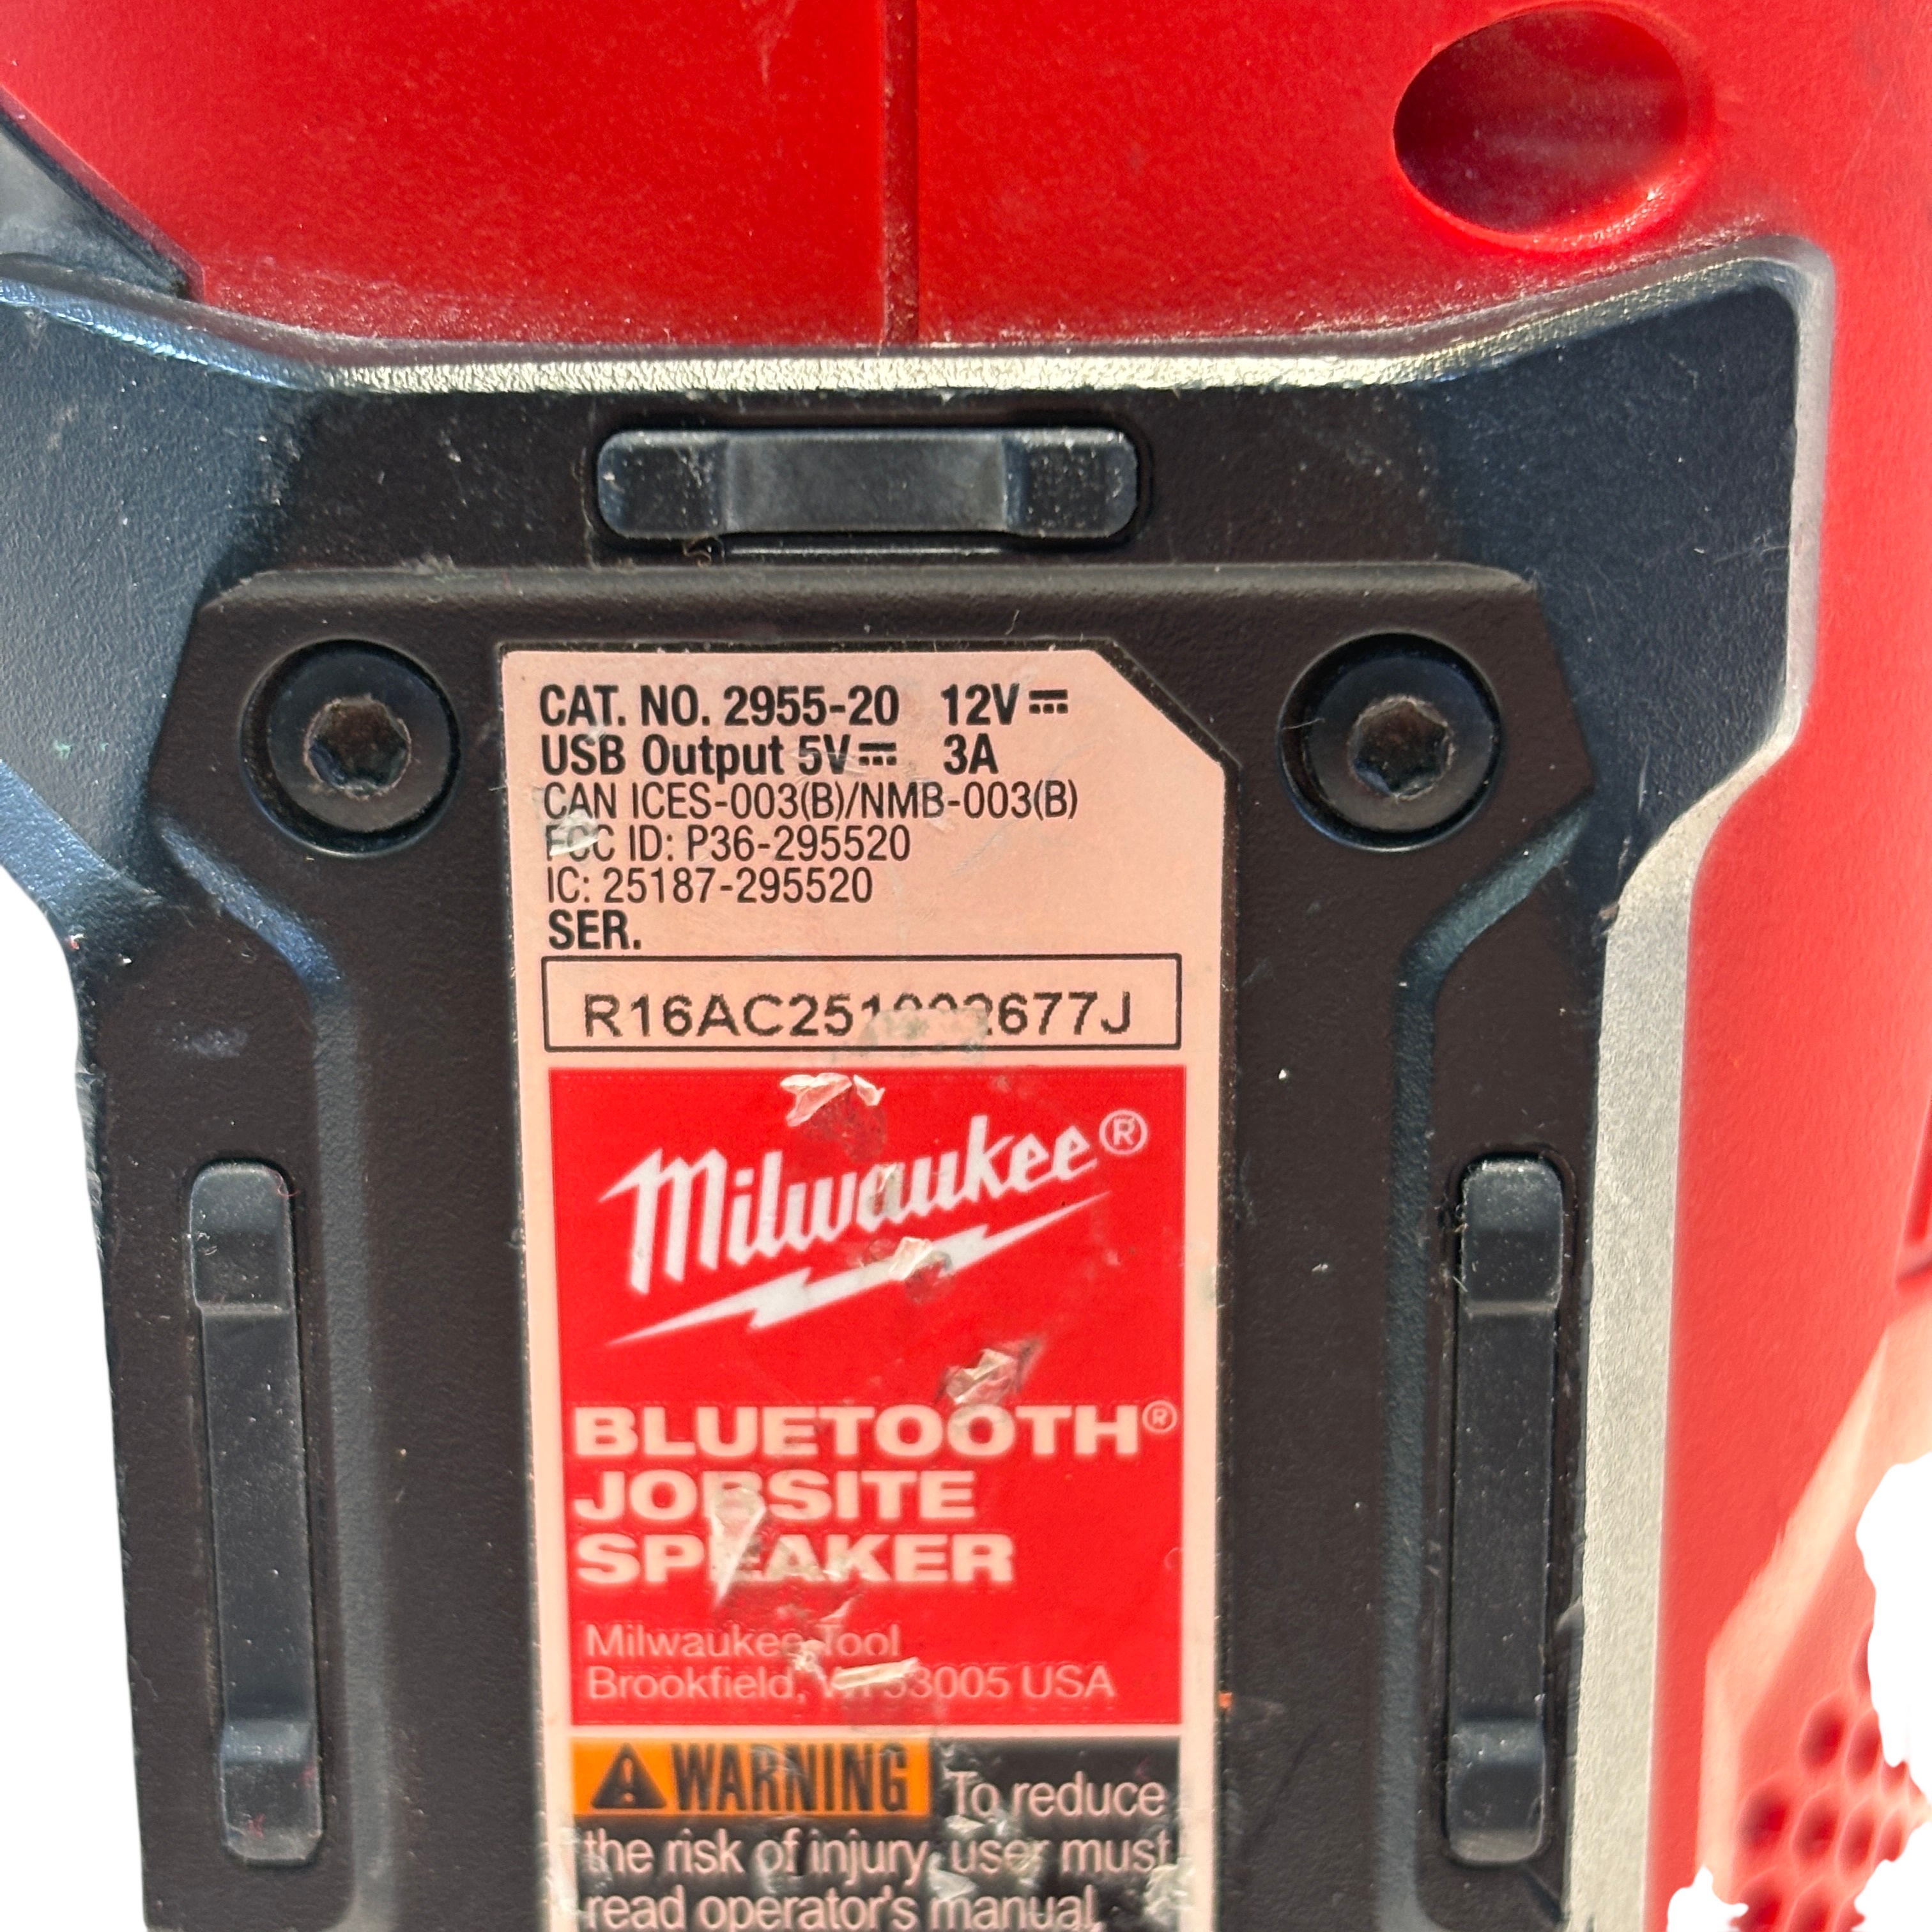 CAT. NO. 2955-20 12V⎓
USB Output 5V⎓ 3A
CAN ICES-003(B)/NMB-003(B)
FCC ID: P36-295520
IC: 25187-295520
SER.
Milwaukee®
BLUETOOTH®
JOBSITE
SPEAKER
Milwaukee Tool
Brookfield, WI 53005 USA
WARNING To reduce
the risk of injury, user must
read operator's manual.